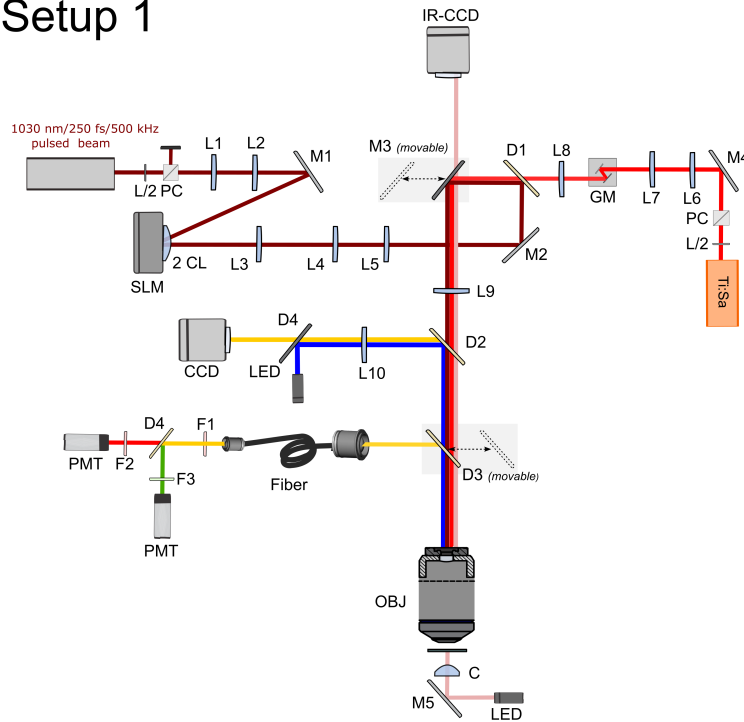 Setup 1
IR-CCD
1030 nm/250 fs/500 kHz
pulsed beam
L1
L2
M1
L/2
PC
M3 (movable)
D1
L8
GM
L7
L6
M4
PC
L/2
Ti:Sa
SLM
2 CL
L3
L4
L5
M2
L9
CCD
D4
LED
L10
D2
PMT
F2
D4
F1
F3
PMT
Fiber
D3 (movable)
OBJ
C
M5
LED